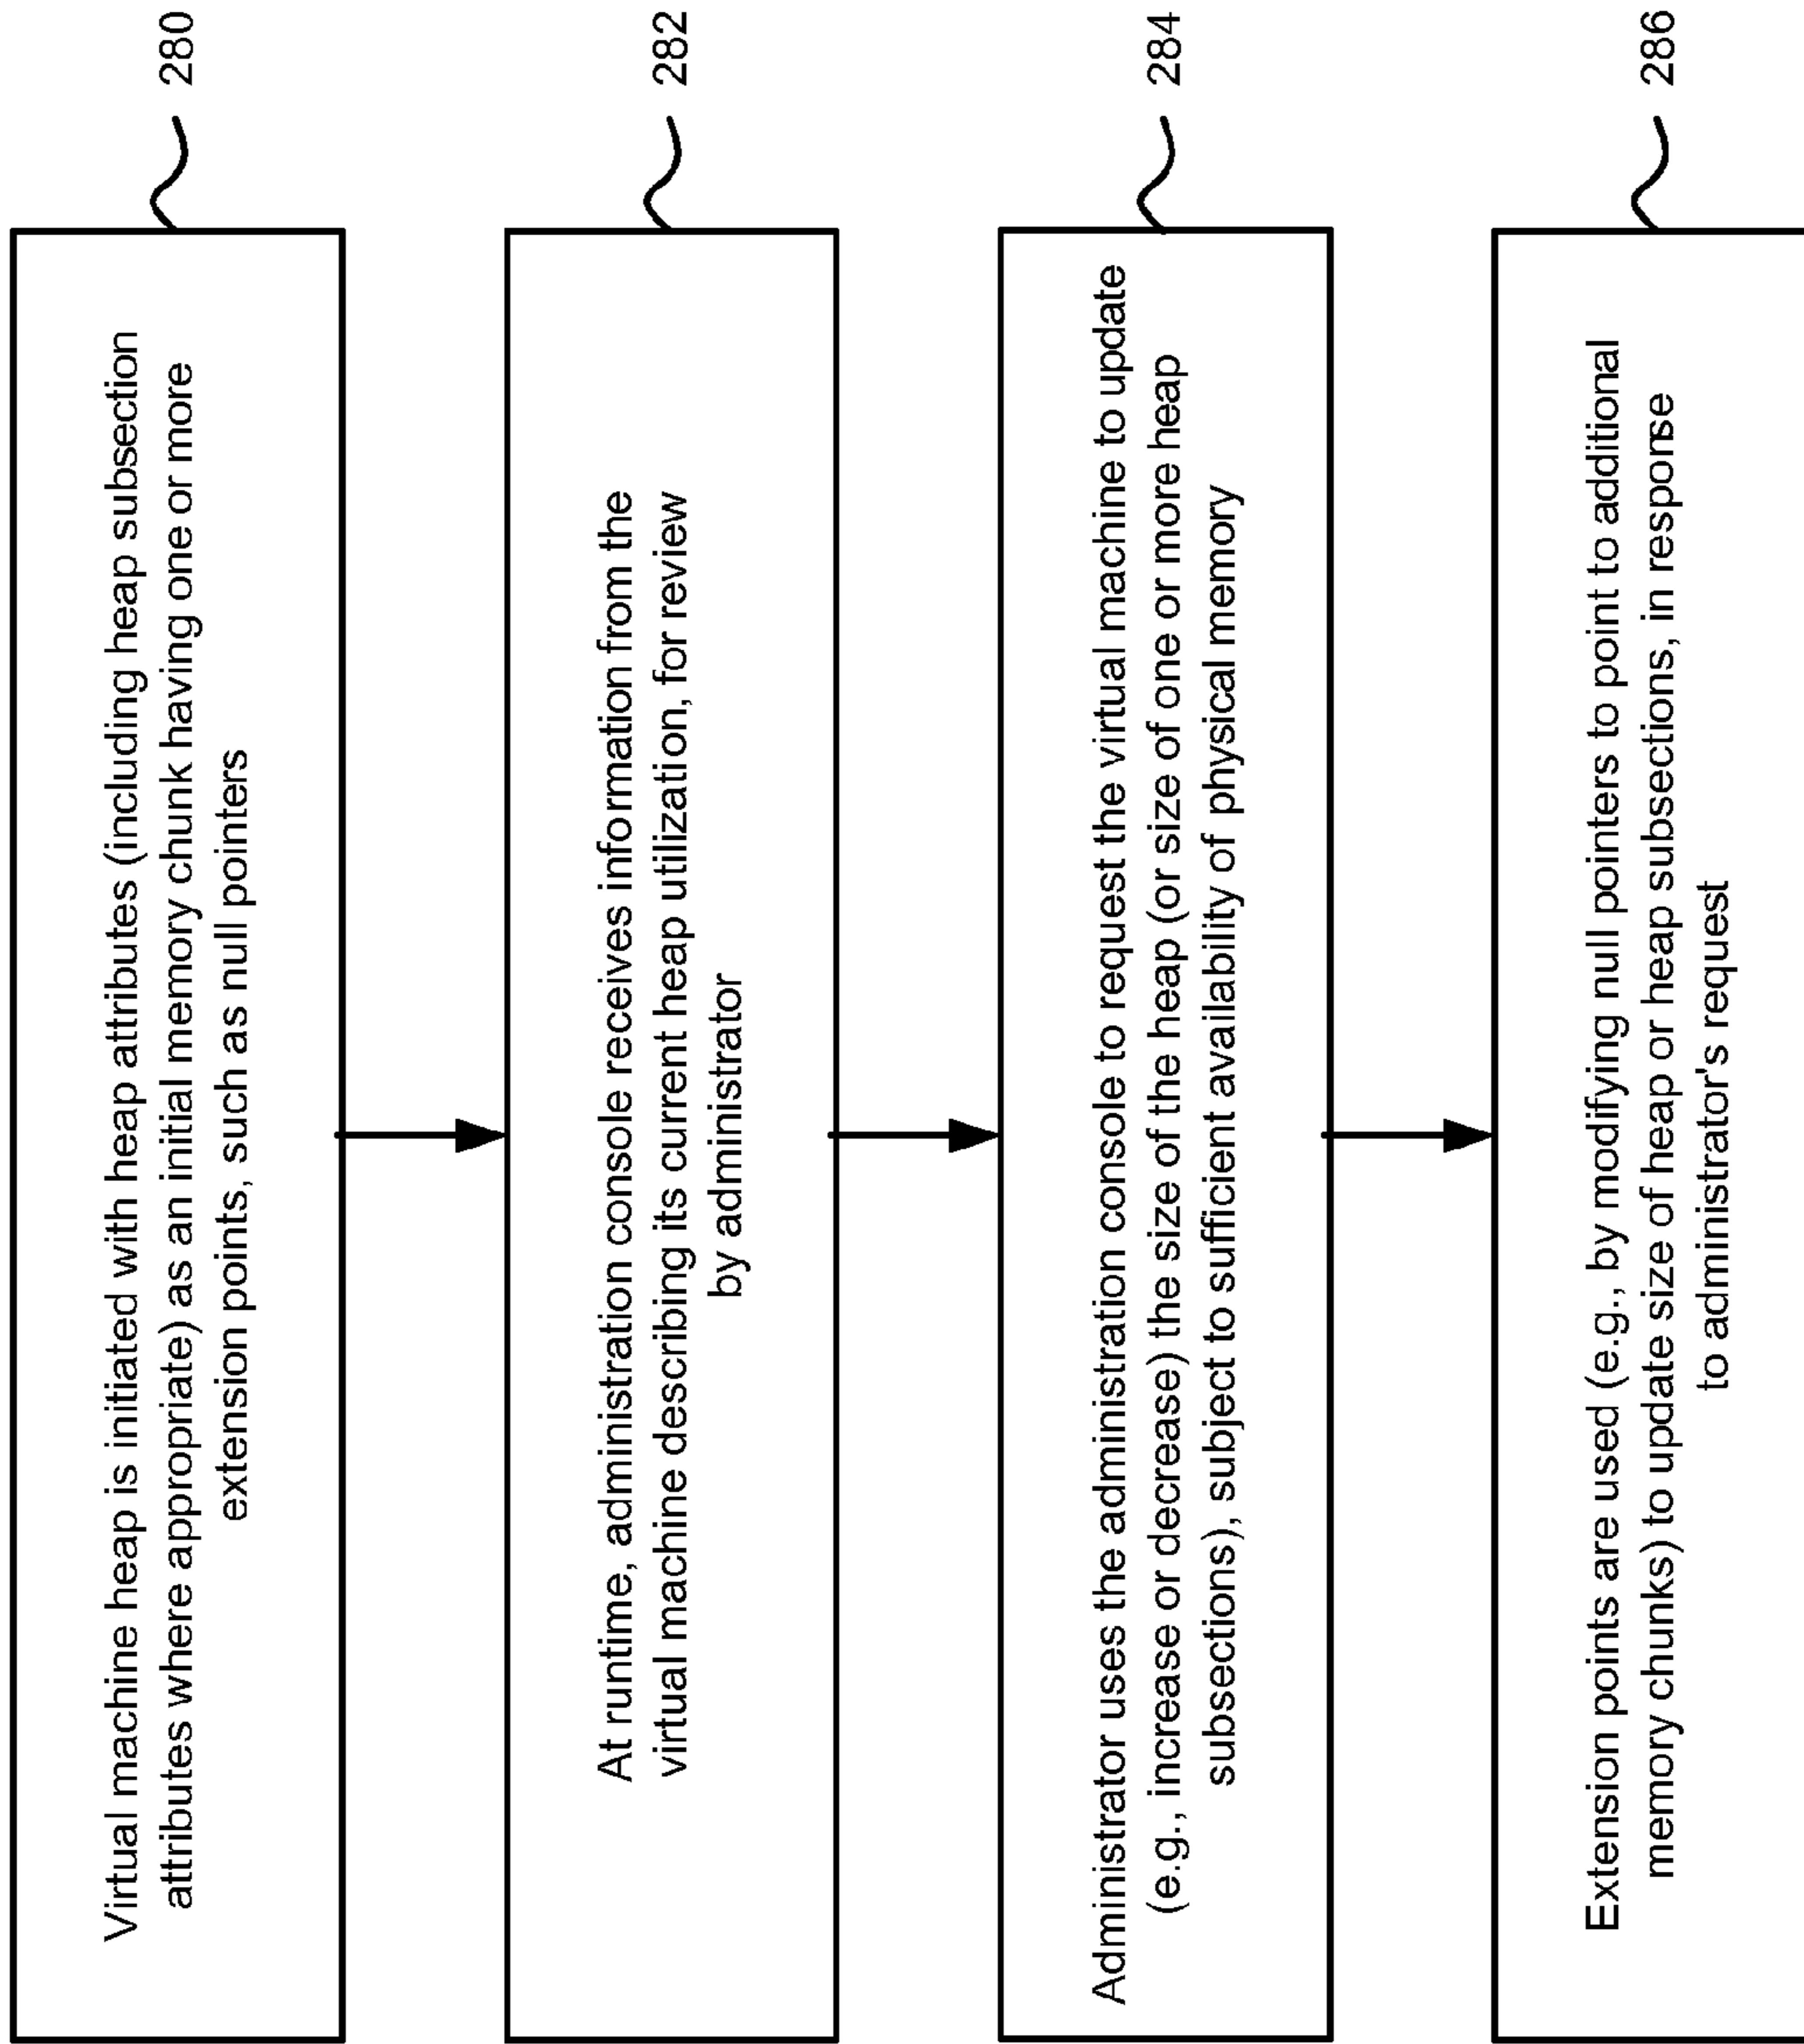 Virtual machine heap is initiated with heap attributes (including heap subsection
attributes where appropriate) as an initial memory chunk having one or more
extension points, such as null pointers
280
At runtime, administration console receives information from the
virtual machine describing its current heap utilization, for review
by administrator
282
Administrator uses the administration console to request the virtual machine to update
(e.g., increase or decrease) the size of the heap (or size of one or more heap
subsections), subject to sufficient availability of physical memory
284
Extension points are used (e.g., by modifying null pointers to point to additional
memory chunks) to update size of heap or heap subsections, in response
to administrator's request
286